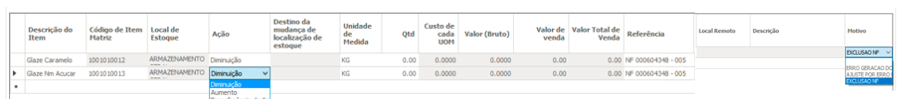 Descrição do Item Código de Item Matriz Local de Estoque Ação Destino da mudança de localização de estoque Unidade de Medida Qtd Custo de cada UOM Valor (Bruto) Valor de venda Valor Total de Venda Referência Local Remoto Descrição Motivo
Glaze Caramelo 1001010012 ARMAZENAMENTO Diminuição KG 0.00 0.0000 0.0000 0.00 0.00 NF 000604348 - 005 EXCLUSAO NF
Glaze Nm Acucar 1001010013 ARMAZENAMENTO Diminuição KG 0.00 0.0000 0.0000 0.00 0.00 NF 000604348 - 005
Diminuição
Aumento
ERRO GERACAO DO
AJUSTE POR ERRO
EXCLUSAO NF